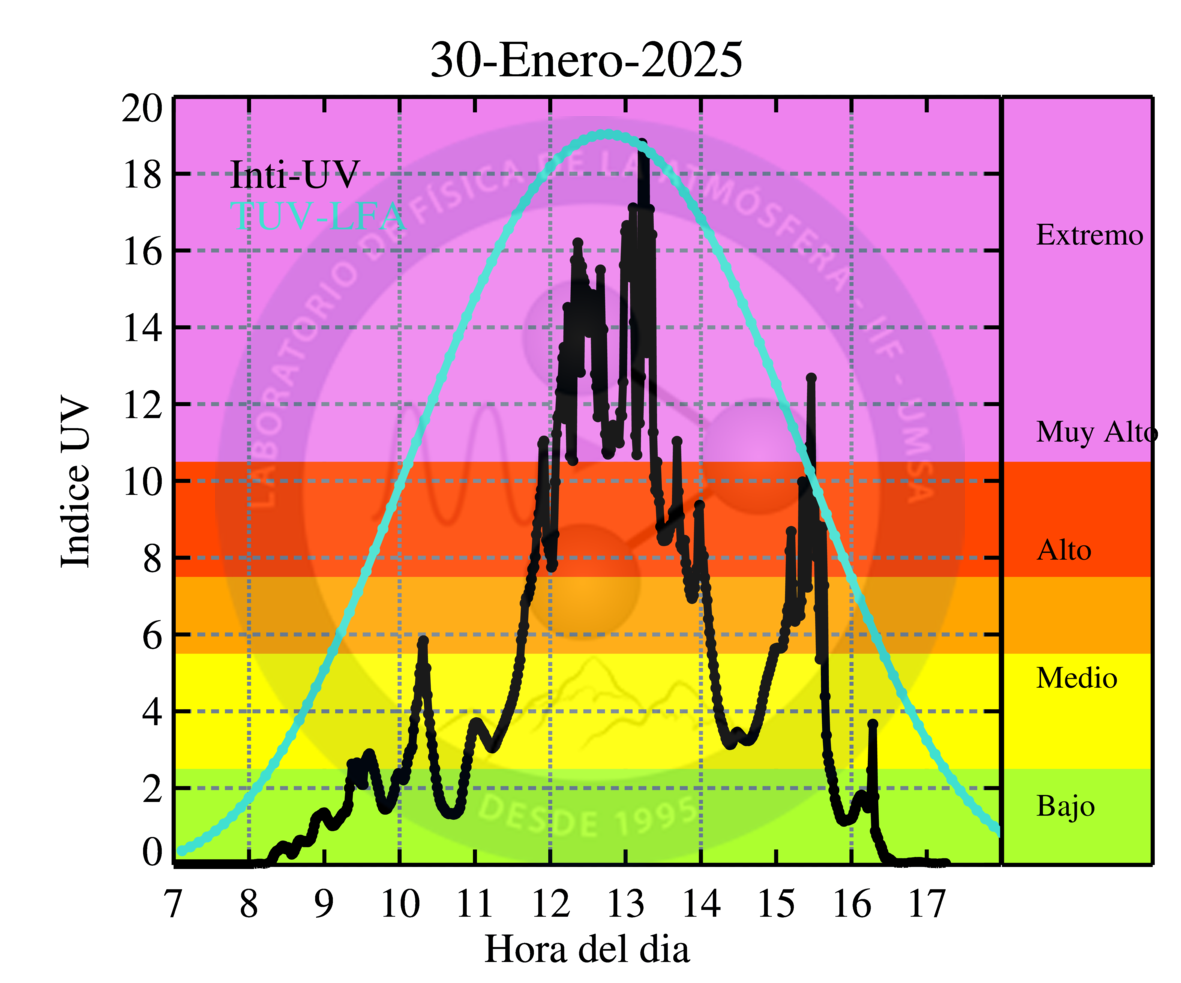 30-Enero-2025
Indice UV
20
18
16
14
12
10
8
6
4
2
0
Inti-UV
TUV-LFA
LABORATORIO DE FÍSICA DE LA ATMÓSFERA - IIF - UMSA
DESDE 1995
Extremo
Muy Alto
Alto
Medio
Bajo
7 8 9 10 11 12 13 14 15 16 17
Hora del dia